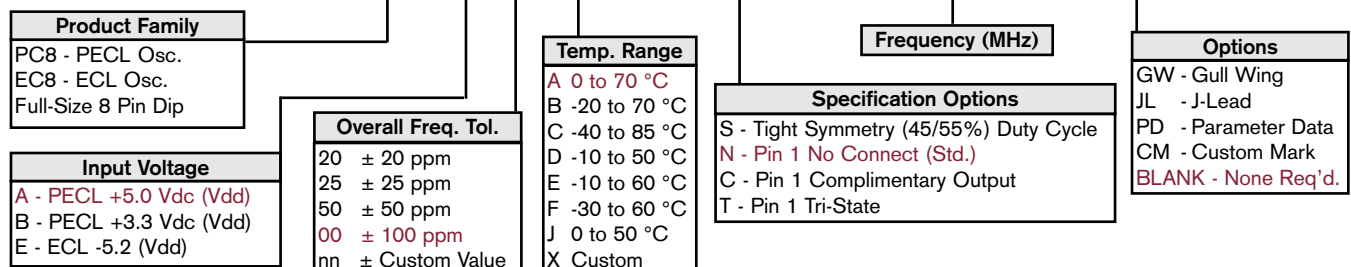 Product Family
PC8 - PECL Osc.
EC8 - ECL Osc.
Full-Size 8 Pin Dip
Input Voltage
A - PECL +5.0 Vdc (Vdd)
B - PECL +3.3 Vdc (Vdd)
E - ECL -5.2 (Vdd)
Overall Freq. Tol.
20 ± 20 ppm
25 ± 25 ppm
50 ± 50 ppm
00 ± 100 ppm
nn ± Custom Value
Temp. Range
A 0 to 70 °C
B -20 to 70 °C
C -40 to 85 °C
D -10 to 50 °C
E -10 to 60 °C
F -30 to 60 °C
J 0 to 50 °C
X Custom
Specification Options
S - Tight Symmetry (45/55%) Duty Cycle
N - Pin 1 No Connect (Std.)
C - Pin 1 Complimentary Output
T - Pin 1 Tri-State
Frequency (MHz)
Options
GW - Gull Wing
JL - J-Lead
PD - Parameter Data
CM - Custom Mark
BLANK - None Req'd.